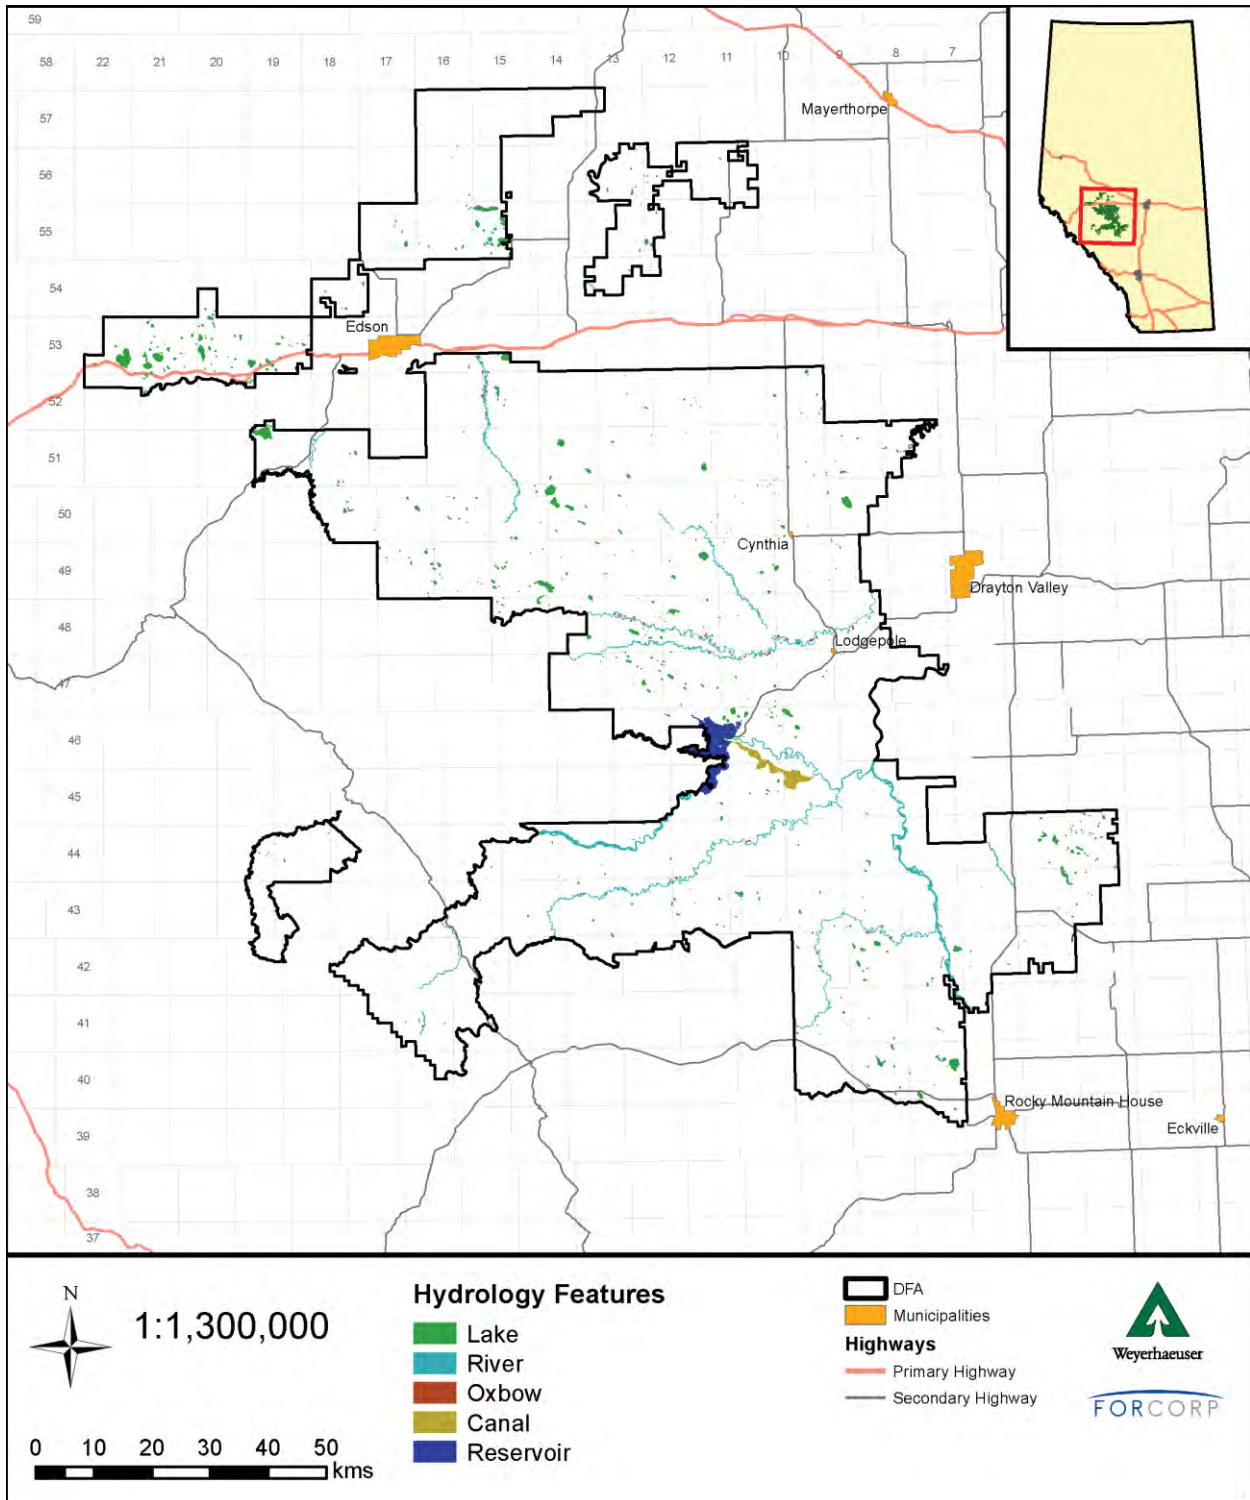 59
58 22 21 20 19 18 17 16 15 14 13 12 11 10 9 8 7
Mayerthorpe
57
56
55
54
Edson
53
52
51
50
Cynthia
49
Drayton Valley
48
Lodgepole
47
46
45
44
43
42
41
40
Rocky Mountain House
39
Eckville
38
37
N
1:1,300,000
0 10 20 30 40 50
kms
Hydrology Features
Lake
River
Oxbow
Canal
Reservoir
DFA
Municipalities
Highways
Primary Highway
Secondary Highway
Weyerhaeuser
FORCORP